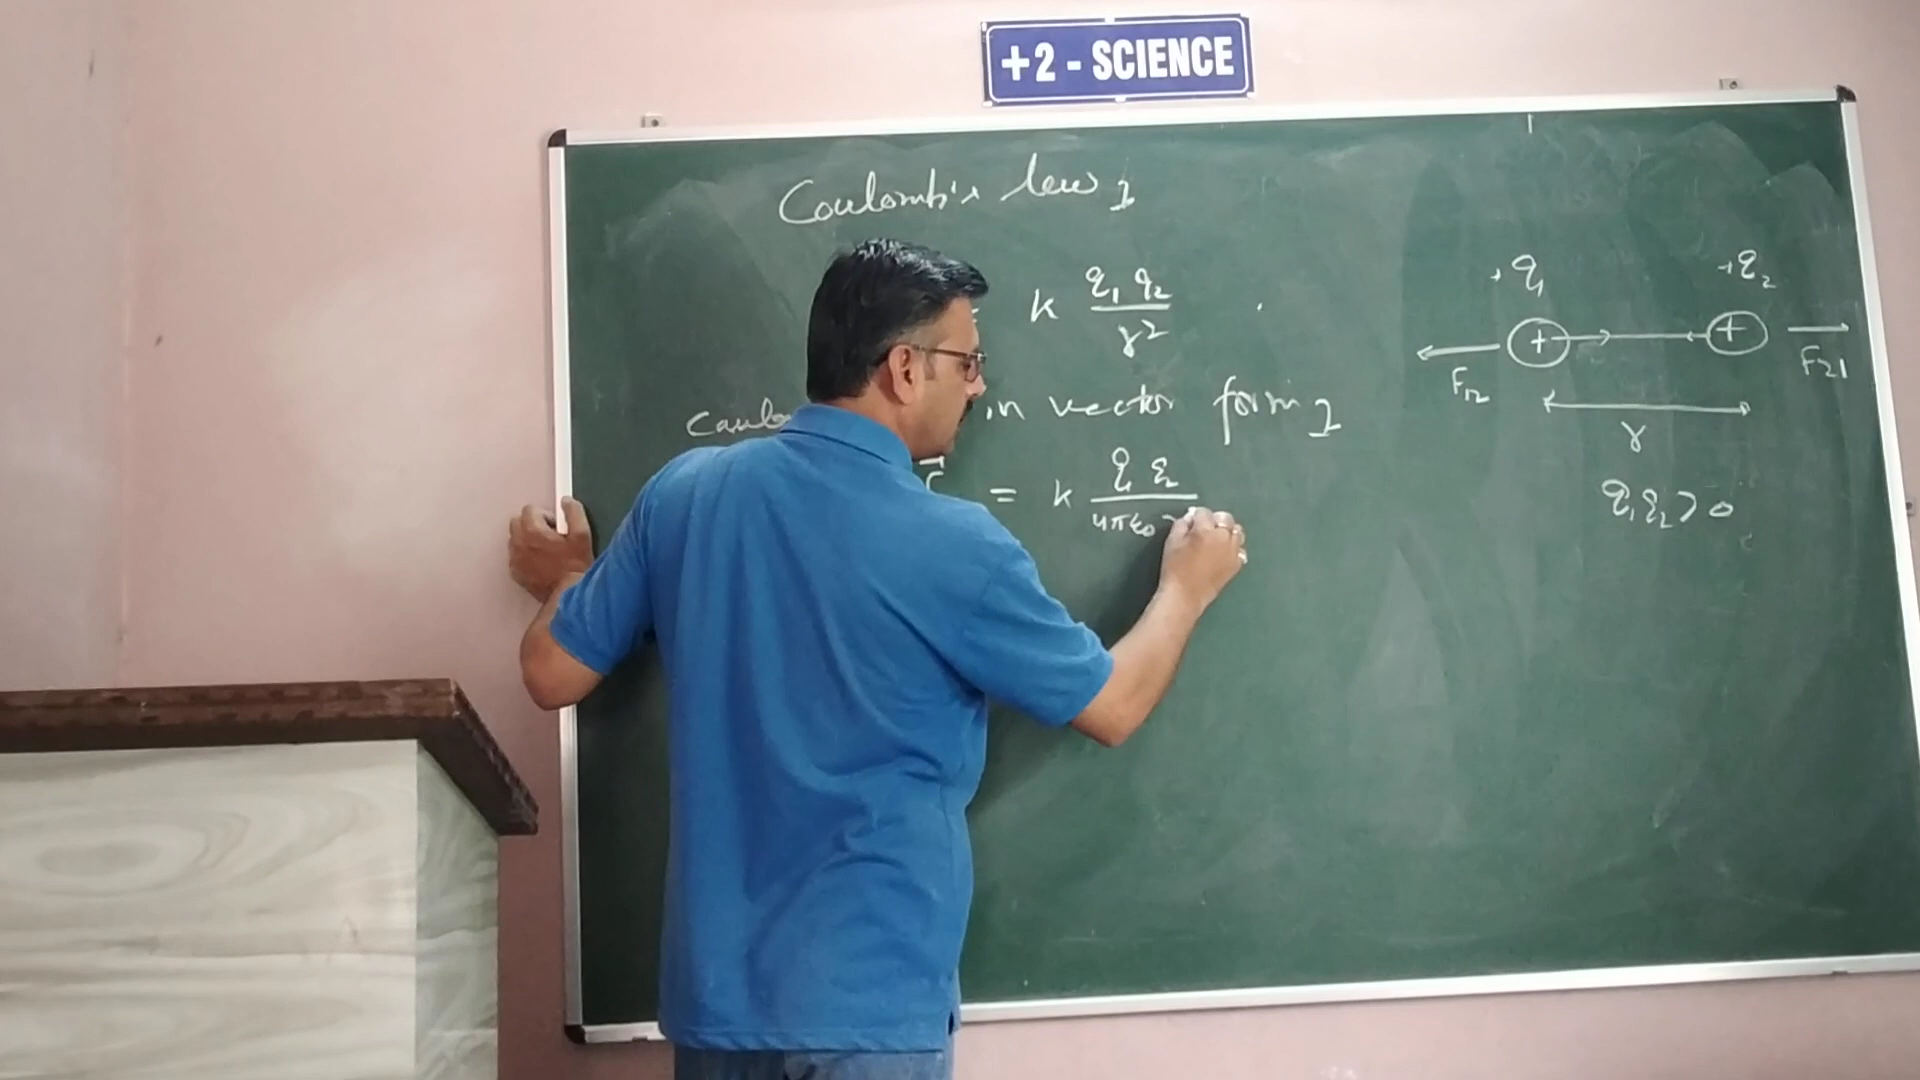 +2 - SCIENCE
Coulomb's law
= k q₁ q₂ / r²
in vector form
= k q₁ q₂ / 4πε₀
+q₁ +q₂
+ +
F₁₂ F₂₁
r
q₁q₂ > 0